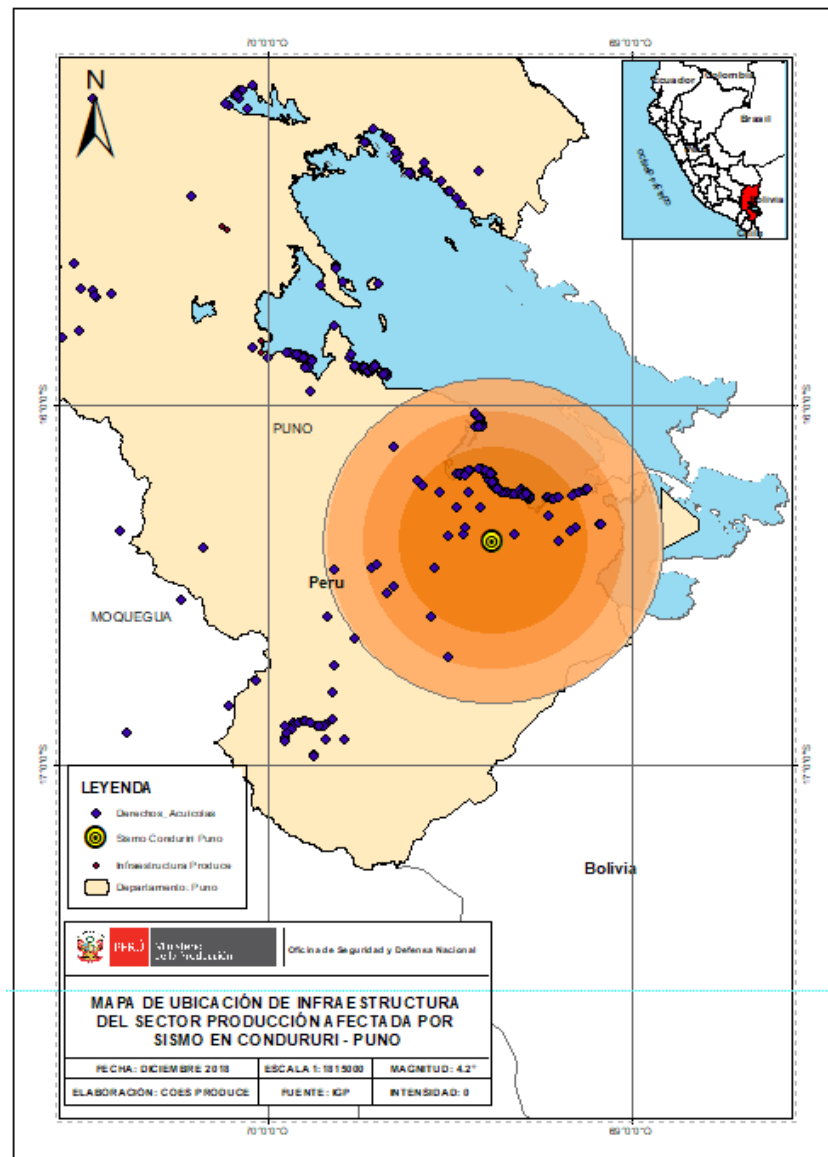 70°0'0"O 69°0'0"O
N
Ecuador Colombia
Brasil
Bolivia
Chile
16°0'0"S 16°0'0"S
PUNO
Peru
MOQUEGUA
17°0'0"S 17°0'0"S
LEYENDA
Derechos_Acuicolas
Sismo Conduriri Puno
Infraestructura Produce
Departamento: Puno
Bolivia
PERÚ Ministerio de la Producción Oficina de Seguridad y Defensa Nacional
MAPA DE UBICACIÓN DE INFRAESTRUCTURA
DEL SECTOR PRODUCCIÓN AFECTADA POR
SISMO EN CONDURURI - PUNO
FECHA: DICIEMBRE 2018 ESCALA 1:1815000 MAGNITUD: 4.2°
ELABORACIÓN: COES PRODUCE FUENTE: IGP INTENSIDAD: 0
70°0'0"O 69°0'0"O